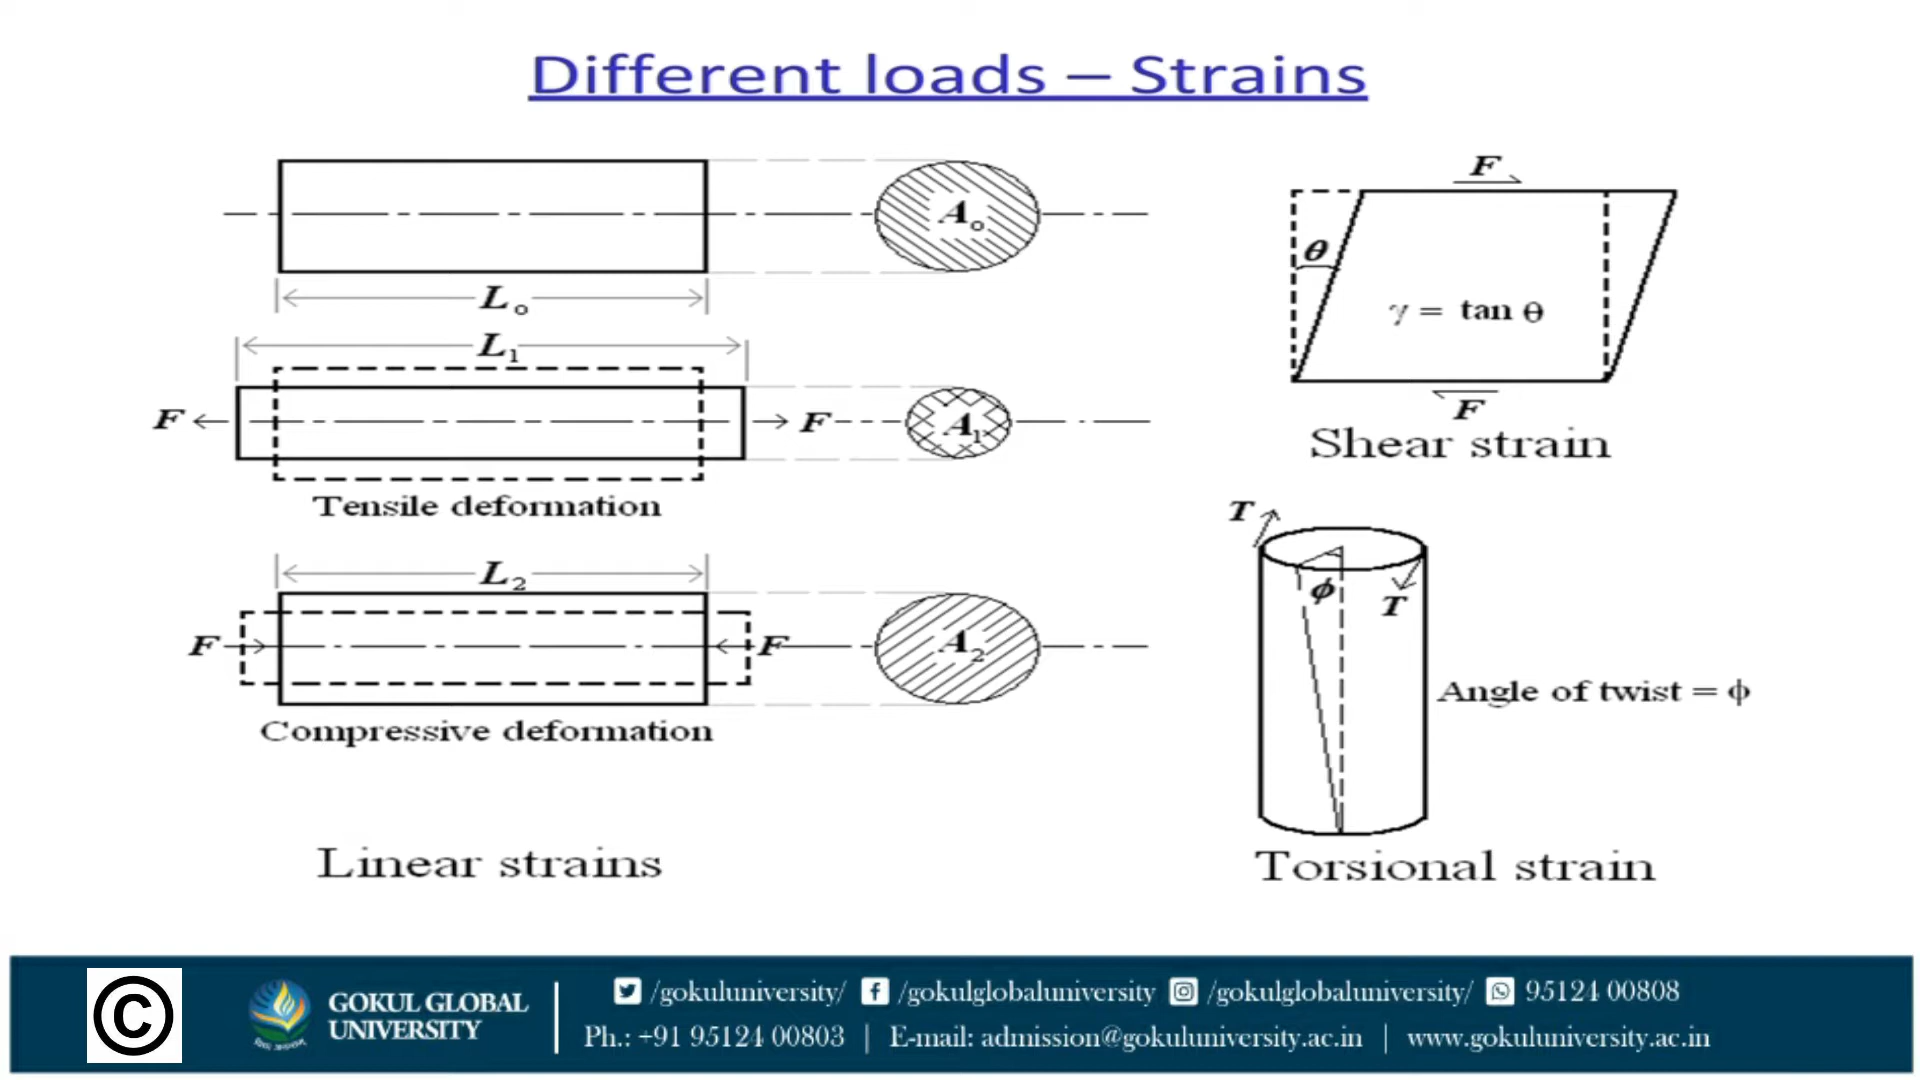 Different loads – Strains
A₀
L₀
L₁
F
F
A₁
Tensile deformation
L₂
F
F
A₂
Compressive deformation
Linear strains
F
θ
γ = tan θ
F
Shear strain
T
ϕ
T
Angle of twist = ϕ
Torsional strain
©
GOKUL GLOBAL
UNIVERSITY
/gokuluniversity/ /gokulglobaluniversity /gokulglobaluniversity/ 95124 00808
Ph.: +91 95124 00803 | E-mail: admission@gokuluniversity.ac.in | www.gokuluniversity.ac.in